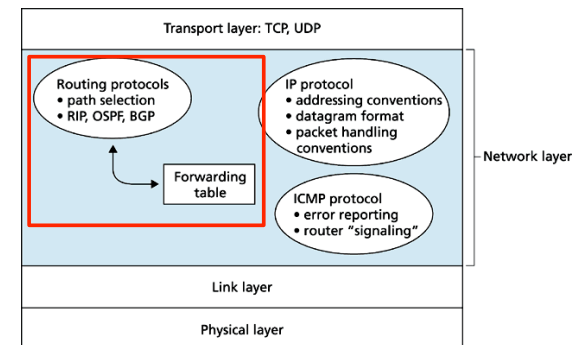 Transport layer: TCP, UDP
Routing protocols
• path selection
• RIP, OSPF, BGP
IP protocol
• addressing conventions
• datagram format
• packet handling
conventions
Network layer
Forwarding
table
ICMP protocol
• error reporting
• router “signaling”
Link layer
Physical layer